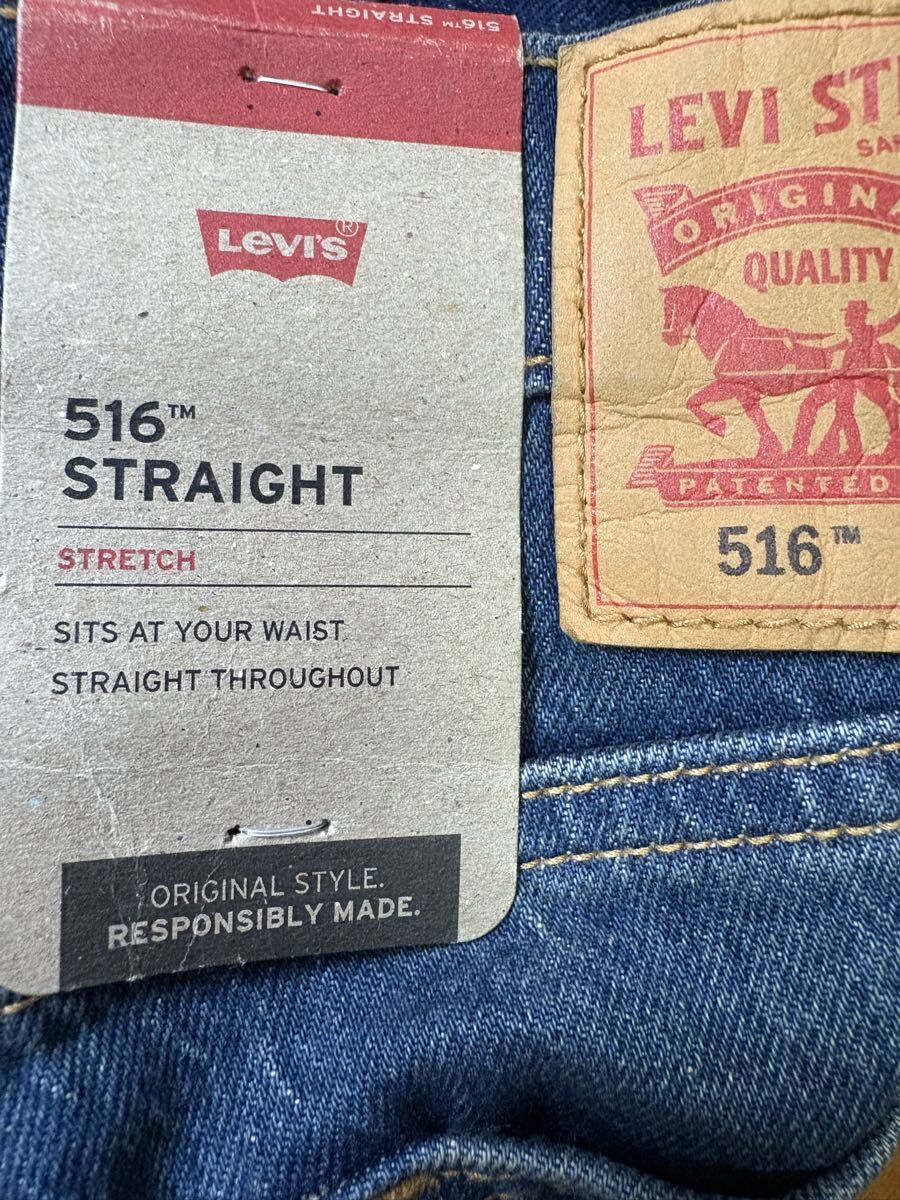 516™ STRAIGHT
LEVI'S®
516™
STRAIGHT
STRETCH
SITS AT YOUR WAIST
STRAIGHT THROUGHOUT
ORIGINAL STYLE.
RESPONSIBLY MADE.
LEVI ST
SA
ORIGINA
QUALITY
PATENTED
516™